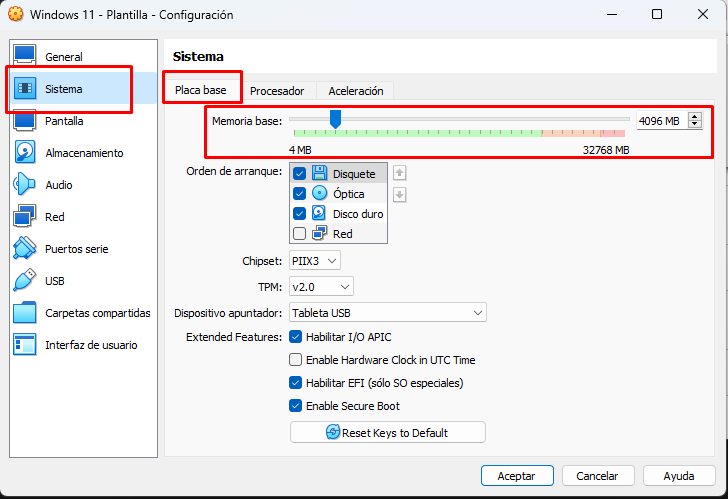 Windows 11 - Plantilla - Configuración
General
Sistema
Pantalla
Almacenamiento
Audio
Red
Puertos serie
USB
Carpetas compartidas
Interfaz de usuario
Sistema
Placa base Procesador Aceleración
Memoria base: 4096 MB
4 MB 32768 MB
Orden de arranque: Disquete
Óptica
Disco duro
Red
Chipset: PIIX3
TPM: v2.0
Dispositivo apuntador: Tableta USB
Extended Features: Habilitar I/O APIC
Enable Hardware Clock in UTC Time
Habilitar EFI (sólo SO especiales)
Enable Secure Boot
Reset Keys to Default
Aceptar Cancelar Ayuda